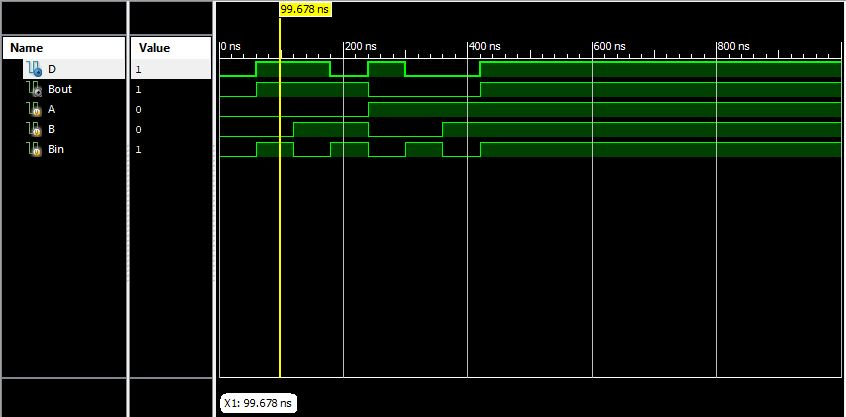 99.678 ns
Name Value
0 ns 200 ns 400 ns 600 ns 800 ns
D 1
Bout 1
A 0
B 0
Bin 1
X1: 99.678 ns